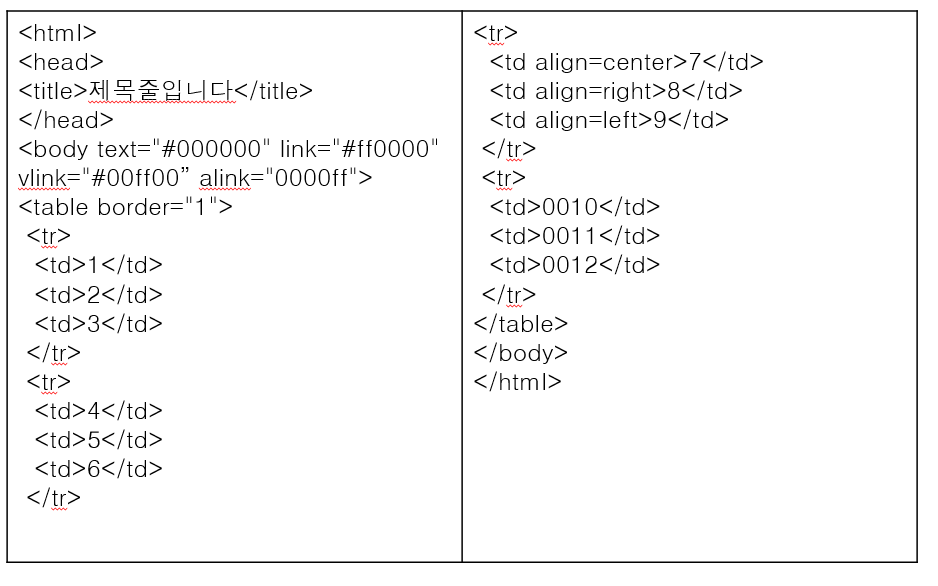 <html>
<head>
<title>제목줄입니다</title>
</head>
<body text="#000000" link="#ff0000"
vlink="#00ff00” alink="0000ff">
<table border="1">
<tr>
<td>1</td>
<td>2</td>
<td>3</td>
</tr>
<tr>
<td>4</td>
<td>5</td>
<td>6</td>
</tr>
<tr>
<td align=center>7</td>
<td align=right>8</td>
<td align=left>9</td>
</tr>
<tr>
<td>0010</td>
<td>0011</td>
<td>0012</td>
</tr>
</table>
</body>
</html>